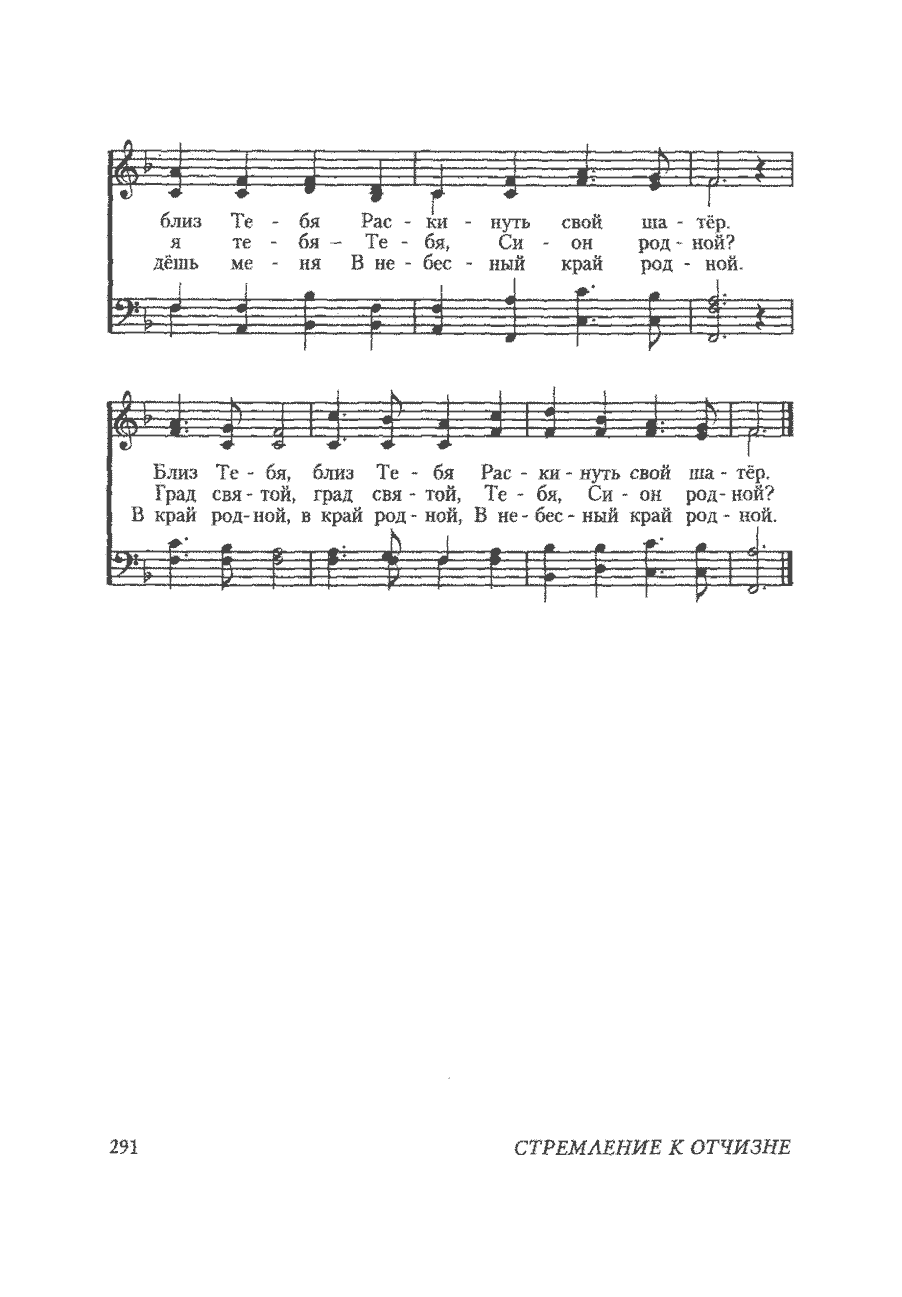 близ Те - бя Рас - ки - нуть свой ша - тёр.
я те - бя – Те - бя, Си - он род - ной?
дёшь ме - ня В не - бес - ный край род - ной.
Близ Те - бя, близ Те - бя Рас - ки - нуть свой ша - тёр.
Град свя - той, град свя - той, Те - бя, Си - он род - ной?
В край род - ной, в край род - ной, В не - бес - ный край род - ной.
291 СТРЕМЛЕНИЕ К ОТЧИЗНЕ